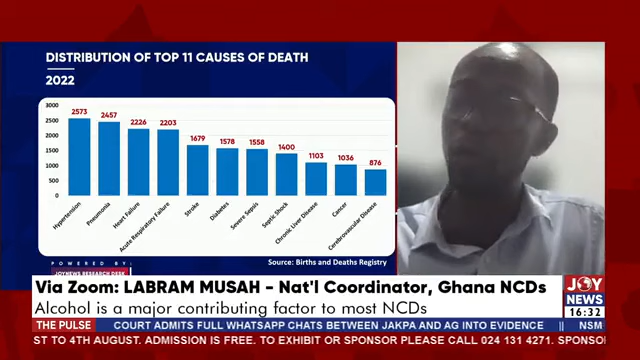 DISTRIBUTION OF TOP 11 CAUSES OF DEATH
2022
3000
2500
2000
1500
1000
500
0
2573
2457
2226
2203
1679
1578
1558
1400
1103
1036
876
Hypertension
Pneumonia
Heart Failure
Acute Respiratory Failure
Stroke
Diabetes
Severe Sepsis
Septic Shock
Chronic Liver Disease
Cancer
Cerebrovascular Disease
Source: Births and Deaths Registry
POWERED BY:
JOYNEWS RESEARCH DESK
Via Zoom: LABRAM MUSAH - Nat'l Coordinator, Ghana NCDs
Alcohol is a major contributing factor to most NCDs
JOY
NEWS
16:32
THE PULSE COURT ADMITS FULL WHATSAPP CHATS BETWEEN JAKPA AND AG INTO EVIDENCE || NSM
ST TO 4TH AUGUST. ADMISSION IS FREE. TO EXHIBIT OR SPONSOR PLEASE CALL 024 131 4271. SPONSO